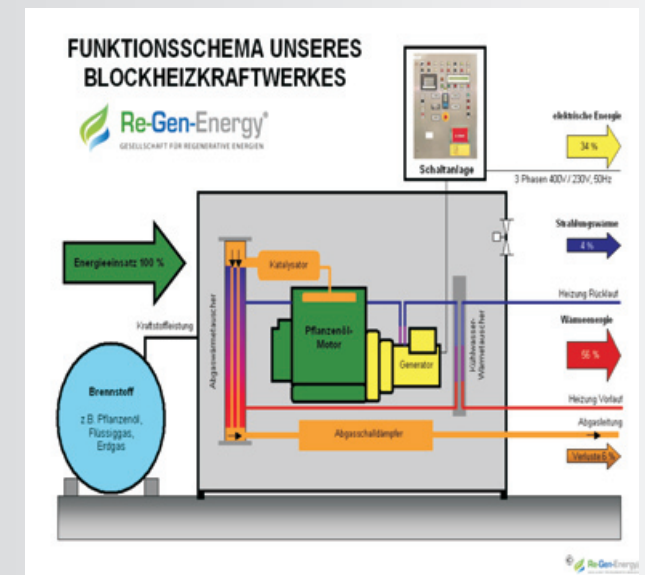 FUNKTIONSSCHEMA UNSERES
BLOCKHEIZKRAFTWERKES
Re-Gen-Energy®
GESELLSCHAFT FÜR REGENERATIVE ENERGIEN
Schaltanlage
elektrische Energie
34 %
3 Phasen 400V / 230V, 50Hz
Strahlungswärme
4 %
Energieeinsatz 100 %
Katalysator
Heizung Rücklauf
Kraftstoffleistung
Abgaswärmetauscher
Pflanzenöl-
Motor
Generator
Kühlwasser-
Wärmetauscher
Wärmeenergie
56 %
Brennstoff
z.B. Pflanzenöl,
Flüssiggas,
Erdgas
Heizung Vorlauf
Abgasleitung
Abgasschalldämpfer
Verluste 6 %
© Re-Gen-Energy